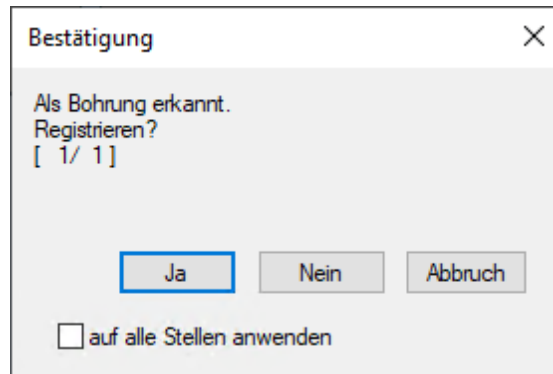 Bestätigung
Als Bohrung erkannt.
Registrieren?
[ 1/ 1 ]
Ja Nein Abbruch
auf alle Stellen anwenden